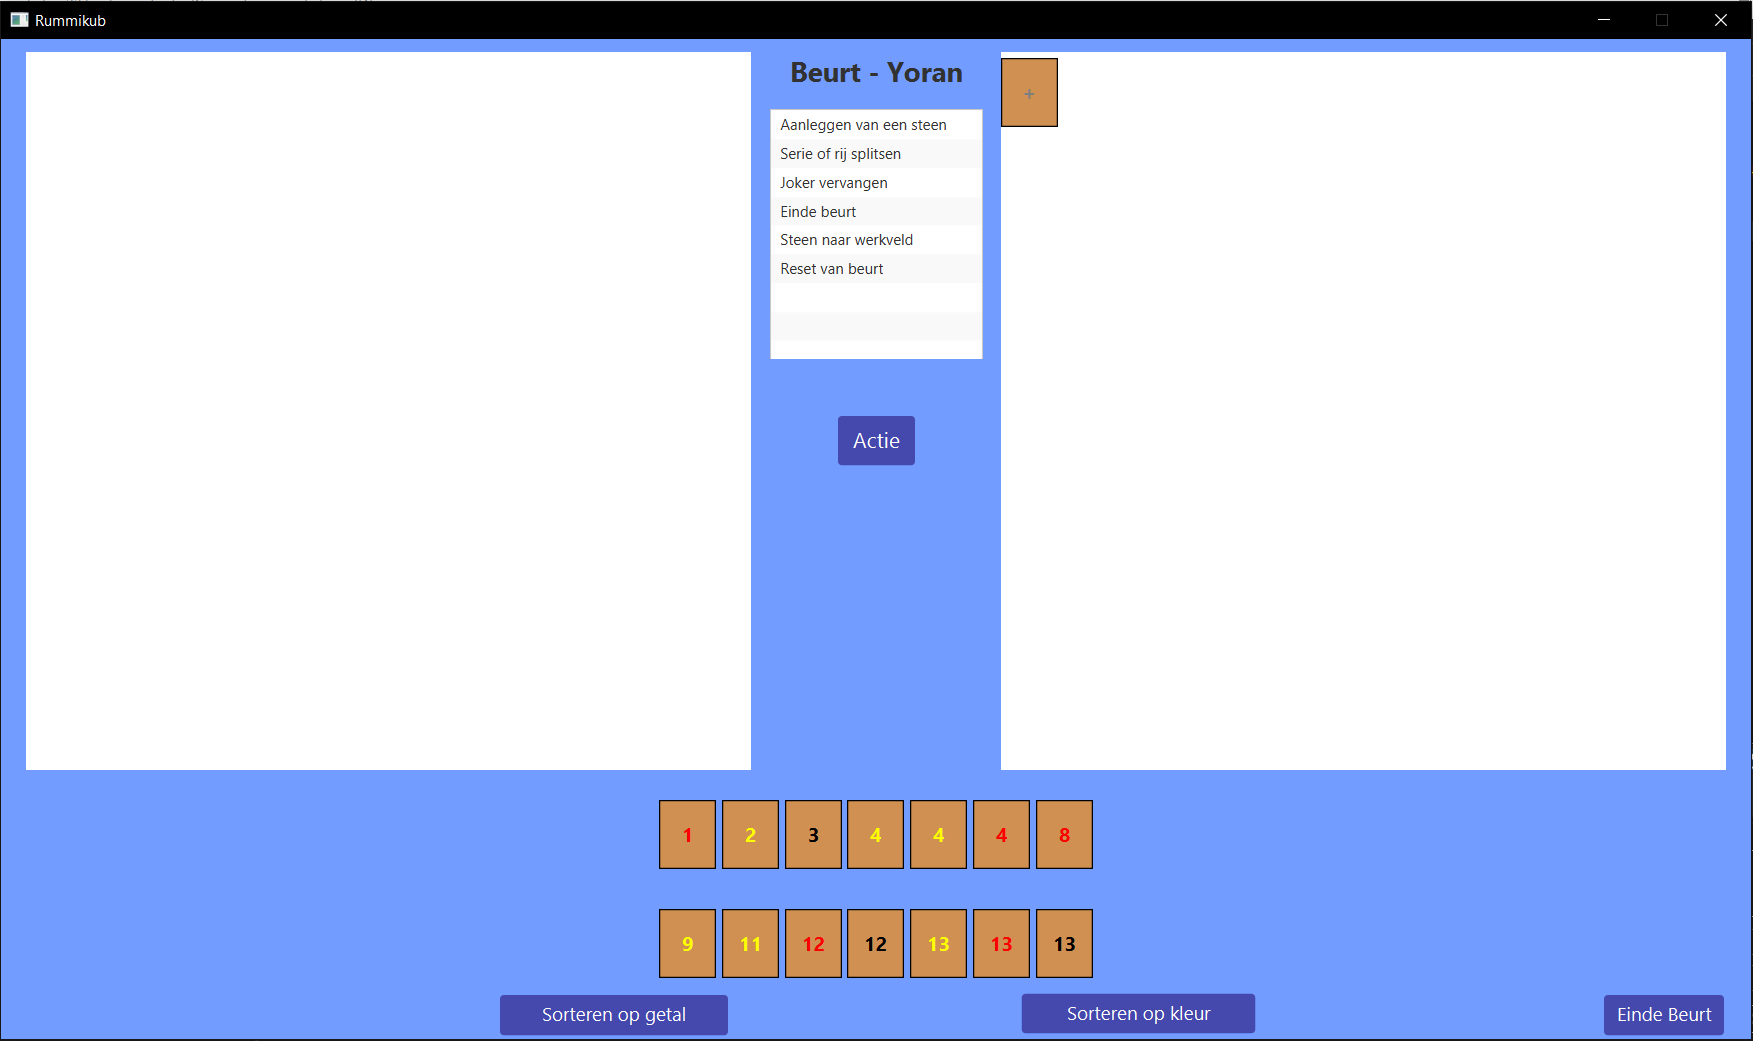 Rummikub
Beurt - Yoran
+
Aanleggen van een steen
Serie of rij splitsen
Joker vervangen
Einde beurt
Steen naar werkveld
Reset van beurt
Actie
1 2 3 4 4 4 8
9 11 12 12 13 13 13
Sorteren op getal
Sorteren op kleur
Einde Beurt